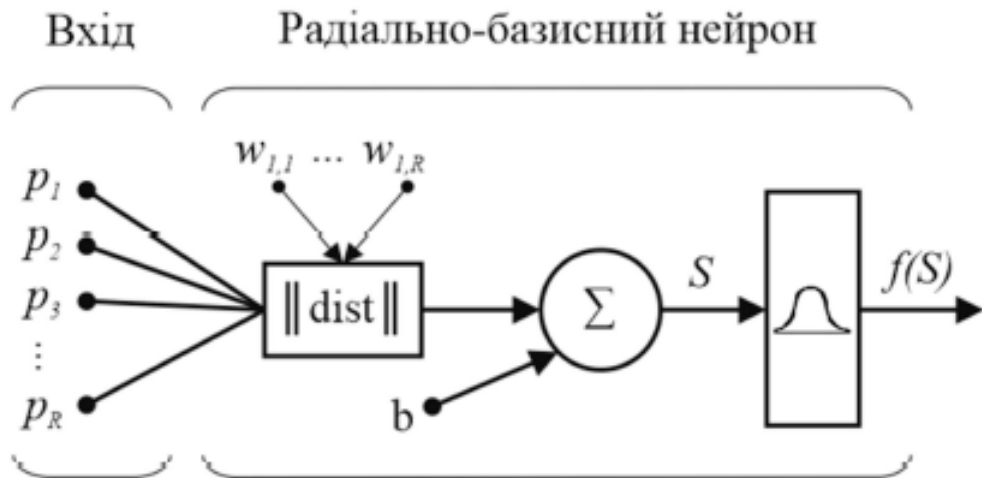 Вхід Радіально-базисний нейрон
w1,1 ... w1,R
p1
p2
p3
⋮
pR
|| dist ||
Σ
S
f(S)
b